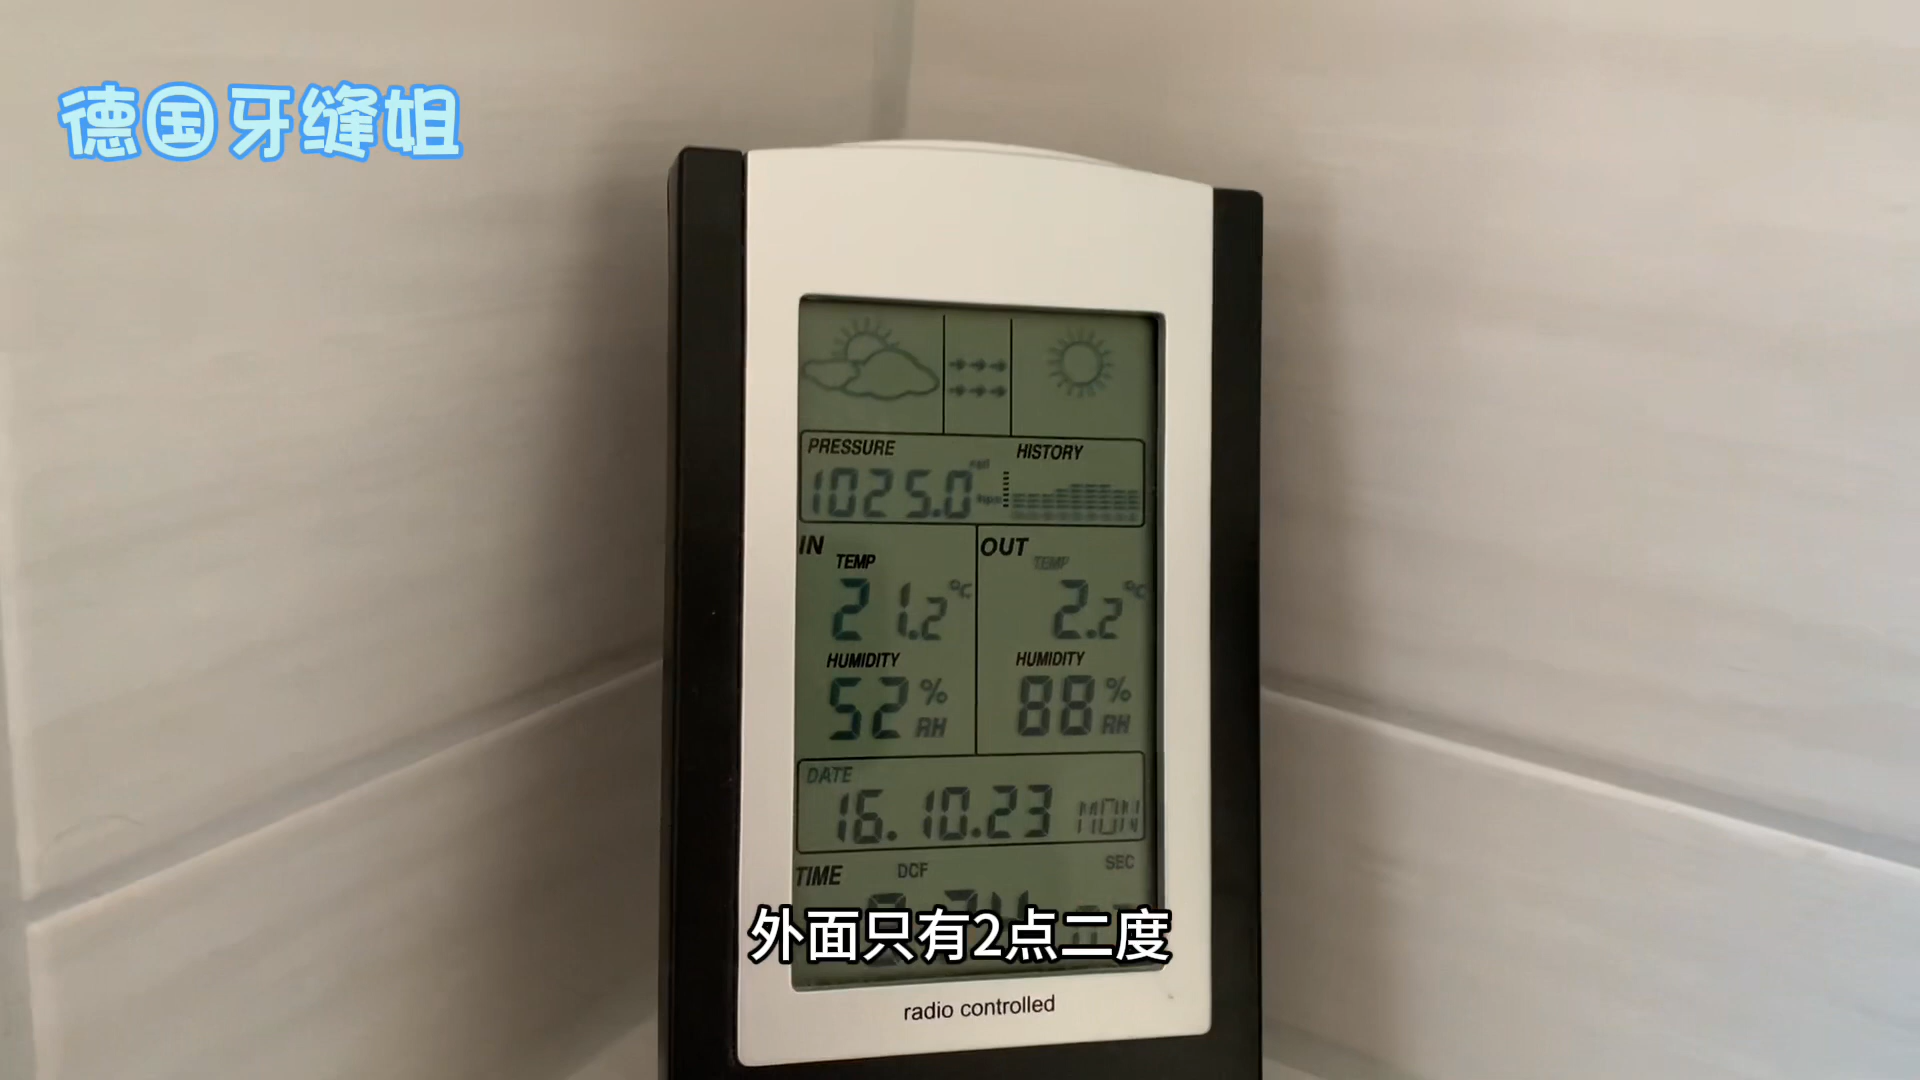 德国牙缝姐
PRESSURE
HISTORY
1025.0
hpa
IN
OUT
TEMP
TEMP
21.2 °C
2.2 °C
HUMIDITY
HUMIDITY
52 % RH
88 % RH
DATE
16.10.23 MON
TIME
DCF
SEC
外面只有2点二度
radio controlled